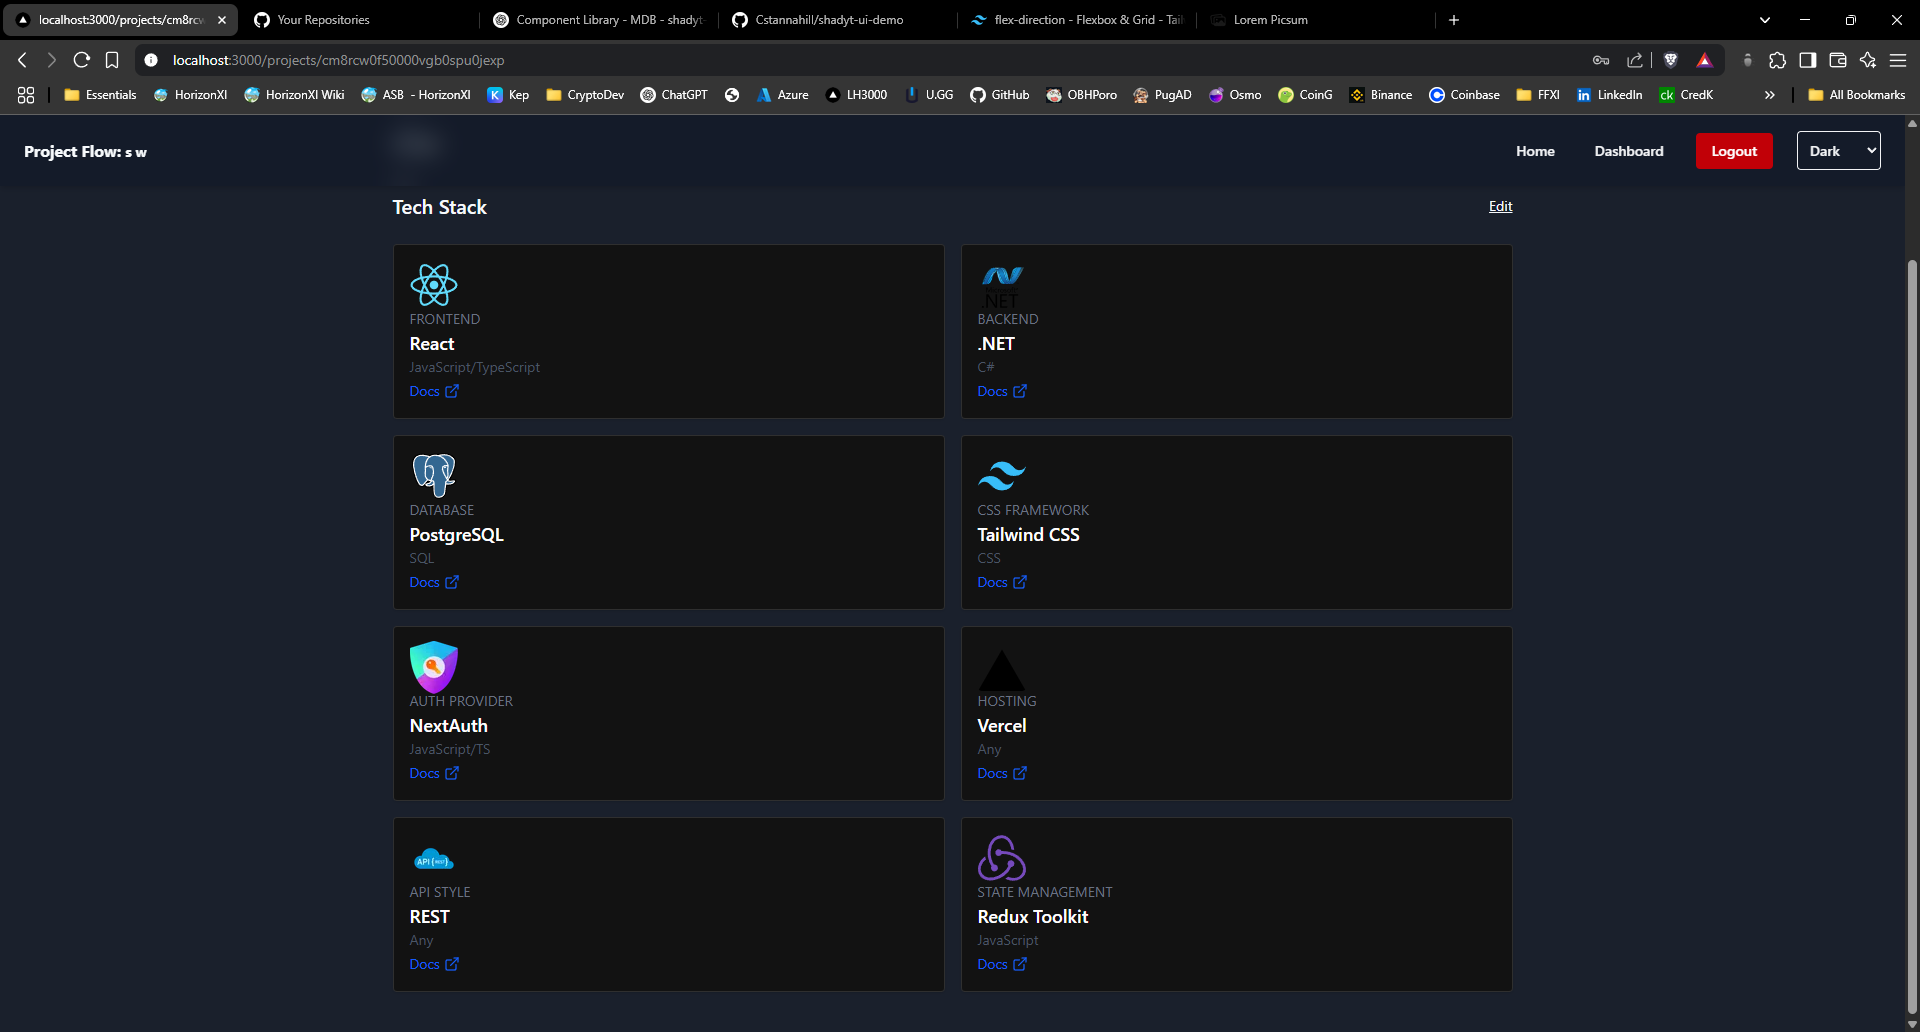 localhost:3000/projects/cm8rcw
Your Repositories
Component Library - MDB - shadyt-
Cstannahill/shadyt-ui-demo
flex-direction - Flexbox & Grid - Tail
Lorem Picsum
localhost:3000/projects/cm8rcw0f50000vgb0spu0jexp
Essentials
HorizonXI
HorizonXI Wiki
ASB - HorizonXI
Kep
CryptoDev
ChatGPT
Azure
LH3000
U.GG
GitHub
OBHPoro
PugAD
Osmo
CoinG
Binance
Coinbase
FFXI
LinkedIn
ck CredK
All Bookmarks
Project Flow: s w
Home
Dashboard
Logout
Dark
Tech Stack
Edit
FRONTEND
React
JavaScript/TypeScript
Docs
.NET
BACKEND
.NET
C#
Docs
DATABASE
PostgreSQL
SQL
Docs
CSS FRAMEWORK
Tailwind CSS
CSS
Docs
AUTH PROVIDER
NextAuth
JavaScript/TS
Docs
HOSTING
Vercel
Any
Docs
API {REST}
API STYLE
REST
Any
Docs
STATE MANAGEMENT
Redux Toolkit
JavaScript
Docs